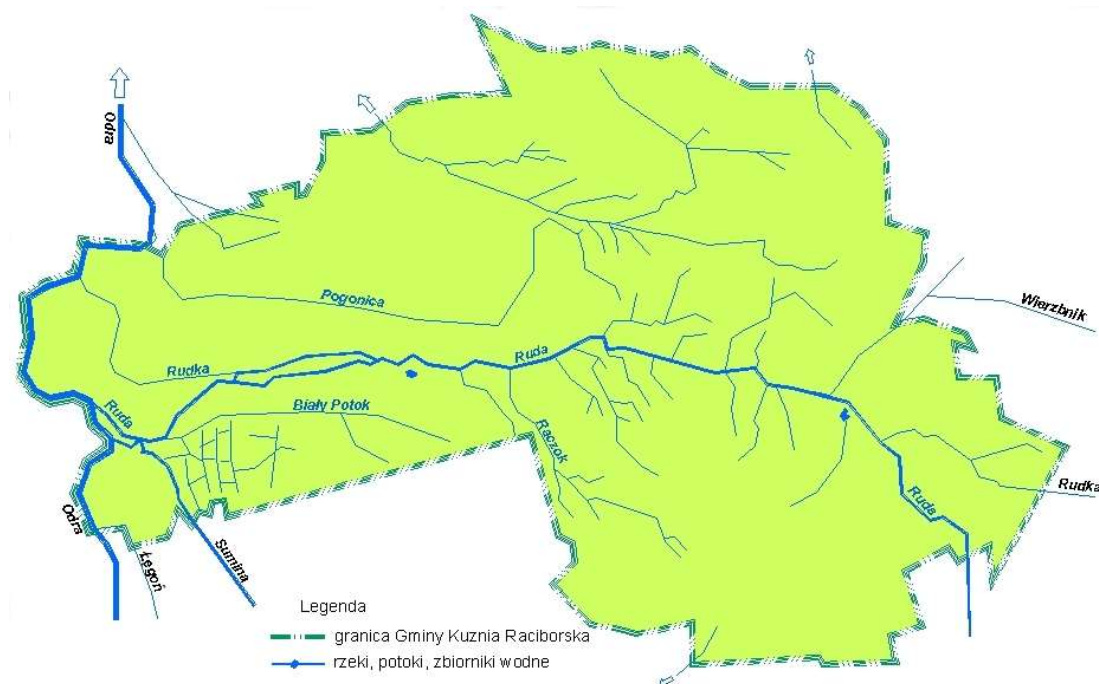 Odra
Wierzbnik
Pogonica
Ruda
Rudka
Ruda
Biały Potok
Raczok
Rudka
Ruda
Odra
Sumina
Łęgoń
Legenda
granica Gminy Kuznia Raciborska
rzeki, potoki, zbiorniki wodne